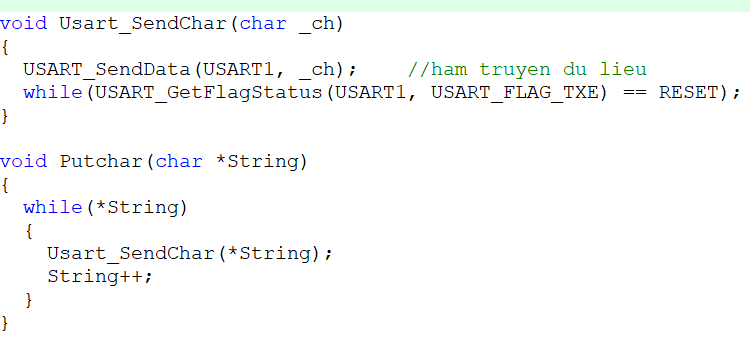 void Usart_SendChar(char _ch)
{
  USART_SendData(USART1, _ch);    //ham truyen du lieu
  while(USART_GetFlagStatus(USART1, USART_FLAG_TXE) == RESET);
}
void Putchar(char *String)
{
  while(*String)
  {
    Usart_SendChar(*String);
    String++;
  }
}